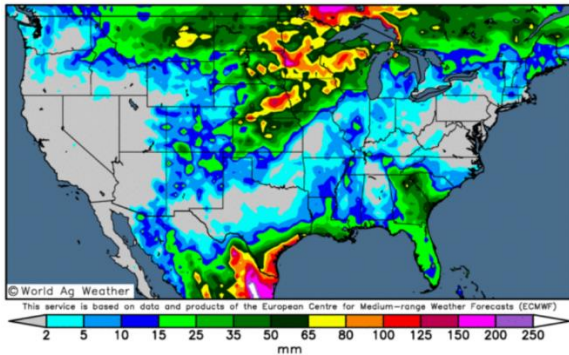 © World Ag Weather
This service is based on data and products of the European Centre for Medium-range Weather Forecasts (ECMWF)
2 5 10 15 25 35 50 65 80 100 125 150 200 250
mm